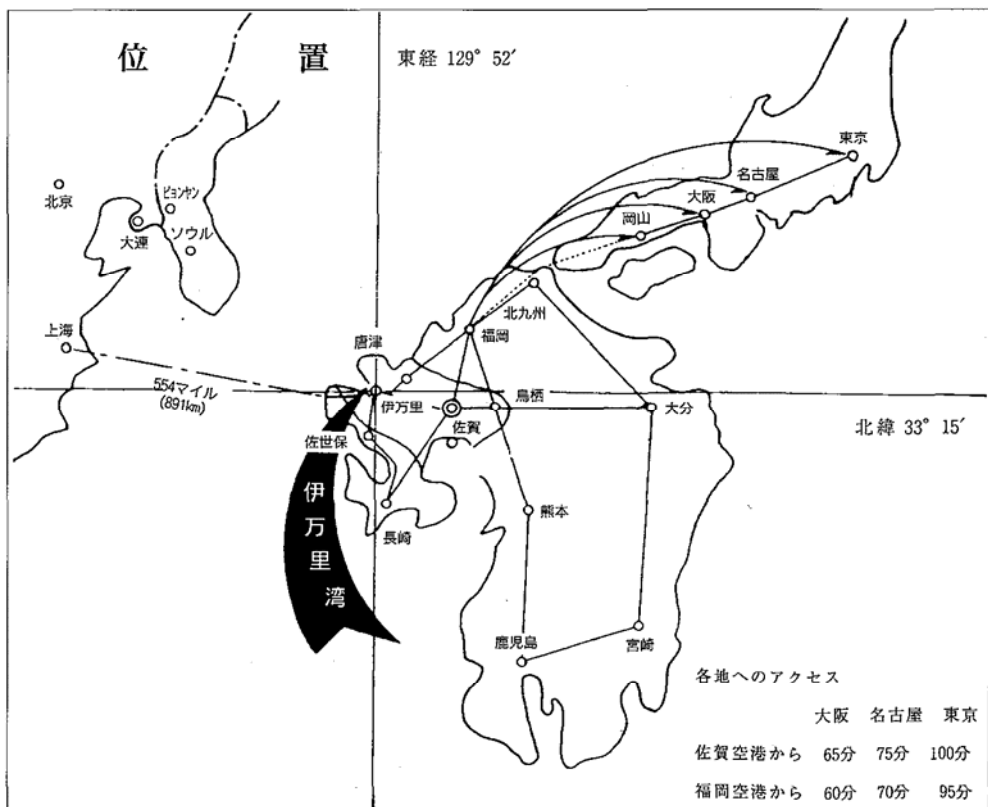 位 置
東経 129° 52′
東京
名古屋
大阪
岡山
北京
ピョンヤン
大連
ソウル
北九州
上海
福岡
唐津
554マイル
(891km)
伊万里
鳥栖
大分
佐賀
北緯 33° 15′
佐世保
伊万里湾
熊本
長崎
鹿児島
宮崎
各地へのアクセス
大阪 名古屋 東京
佐賀空港から 65分 75分 100分
福岡空港から 60分 70分 95分